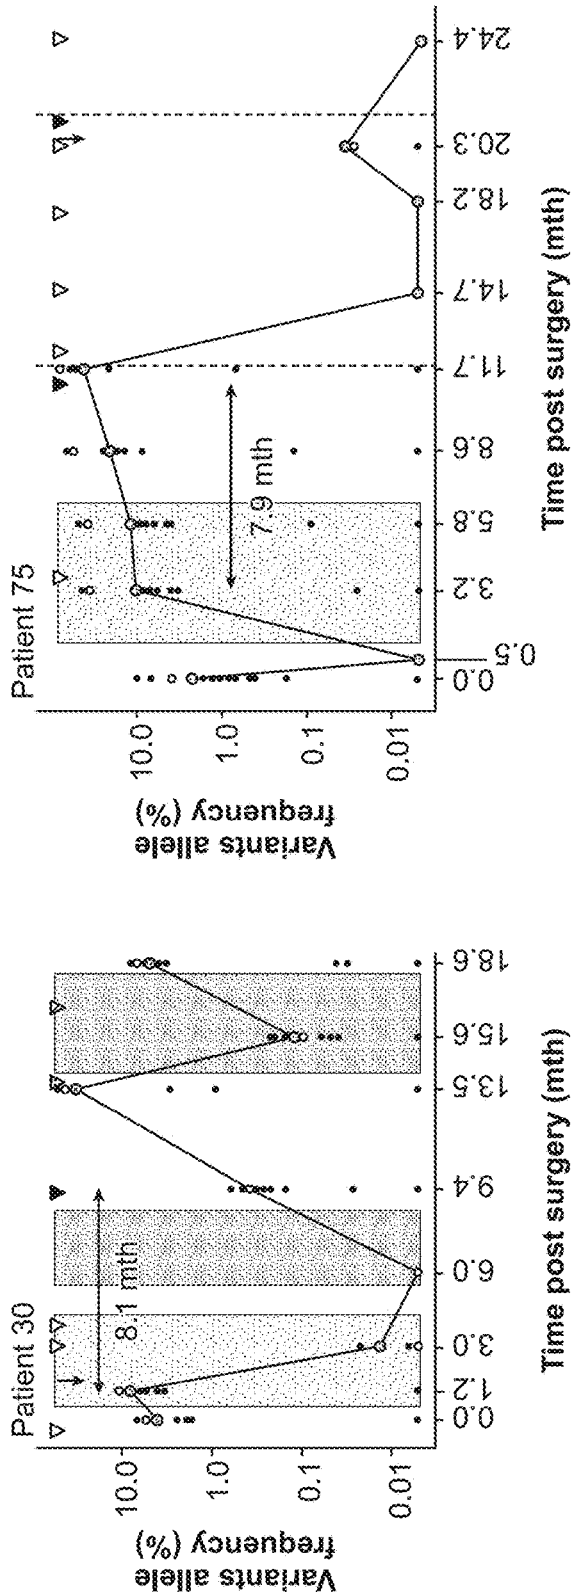 Patient 30
Variants allele
frequency (%)
10.0
1.0
0.1
0.01
8.1 mth
0.0
1.2
3.0
6.0
9.4
13.5
15.6
18.6
Time post surgery (mth)
Patient 75
Variants allele
frequency (%)
10.0
1.0
0.1
0.01
7.9 mth
0.0
0.5
3.2
5.8
8.6
11.7
14.7
18.2
20.3
24.4
Time post surgery (mth)